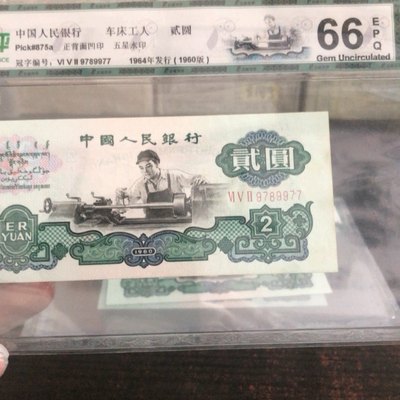 中国人民银行 车床工人 贰圆
Pick#875a 正背面凹印 五星水印
冠字编号：VI V II 9789977 1964年发行 (1960版)
66 EPQ
Gem Uncirculated
中國人民銀行
貳圓
VI V II 9789977
ER
YUAN
2
1960